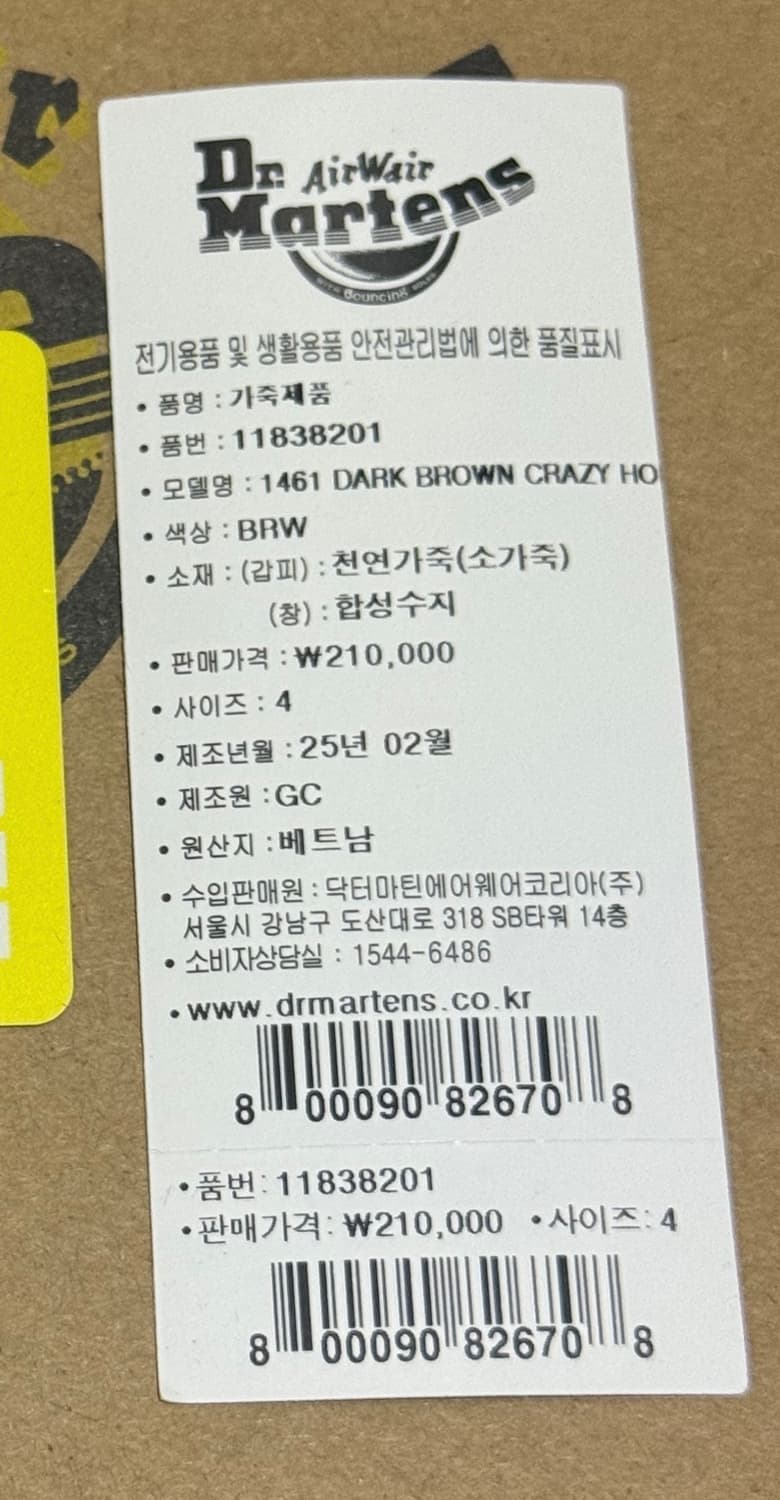 Dr. AirWair
Martens
WITH Bouncing SOLES
전기용품 및 생활용품 안전관리법에 의한 품질표시
• 품명 : 가죽제품
• 품번 : 11838201
• 모델명 : 1461 DARK BROWN CRAZY HO
• 색상 : BRW
• 소재 : (갑피) : 천연가죽(소가죽)
(창) : 합성수지
• 판매가격 : ₩210,000
• 사이즈 : 4
• 제조년월 : 25년 02월
• 제조원 : GC
• 원산지 : 베트남
• 수입판매원 : 닥터마틴에어웨어코리아(주)
서울시 강남구 도산대로 318 SB타워 14층
• 소비자상담실 : 1544-6486
• www.drmartens.co.kr
8 00090 82670 8
• 품번: 11838201
• 판매가격: ₩210,000 • 사이즈: 4
8 00090 82670 8